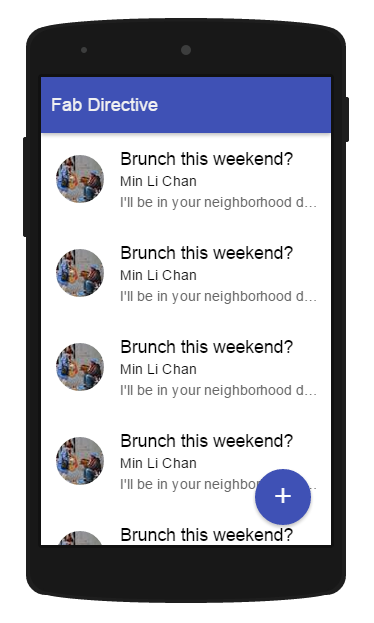 Fab Directive
Brunch this weekend?
Min Li Chan
I'll be in your neighborhood d...
Brunch this weekend?
Min Li Chan
I'll be in your neighborhood d...
Brunch this weekend?
Min Li Chan
I'll be in your neighborhood d...
Brunch this weekend?
Min Li Chan
I'll be in your neighbor
+
Brunch this weekend?